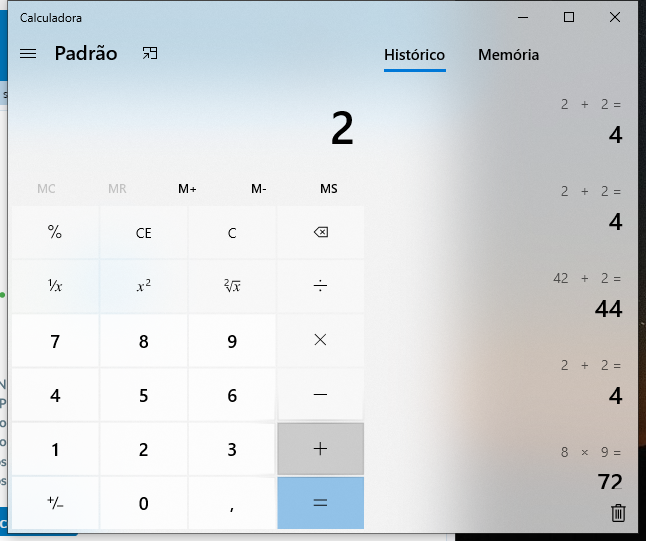 Calculadora
Padrão
Histórico Memória
2
MC MR M+ M- MS
% CE C
¹/x x² ²√x ÷
7 8 9 ×
4 5 6 −
1 2 3 +
+/− 0 , =
2 + 2 =
4
2 + 2 =
4
42 + 2 =
44
2 + 2 =
4
8 × 9 =
72